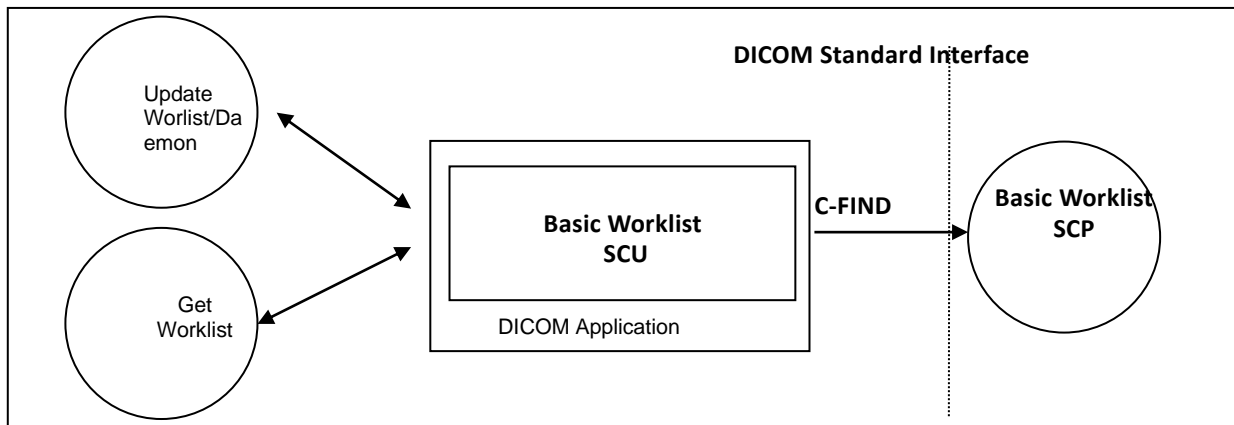 DICOM Standard Interface
Update
Worlist/Da
emon
Basic Worklist
SCU
C-FIND
Basic Worklist
SCP
Get
Worklist
DICOM Application